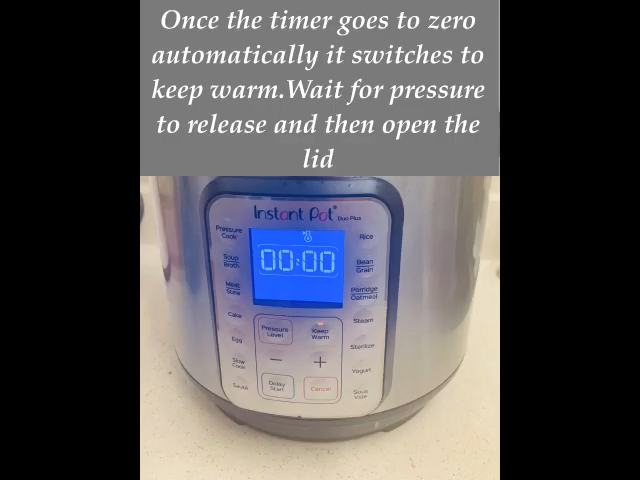 Once the timer goes to zero
automatically it switches to
keep warm.Wait for pressure
to release and then open the
lid
Instant Pot® Duo Plus
Pressure
Cook
Rice
00:00
Soup
Broth
Bean
Grain
Meat
Stew
Porridge
Oatmeal
Cake
Steam
Pressure
Level
Keep
Warm
Egg
Sterilize
Slow
Cook
− +
Yogurt
Sauté
Delay
Start
Cancel
Sous
Vide